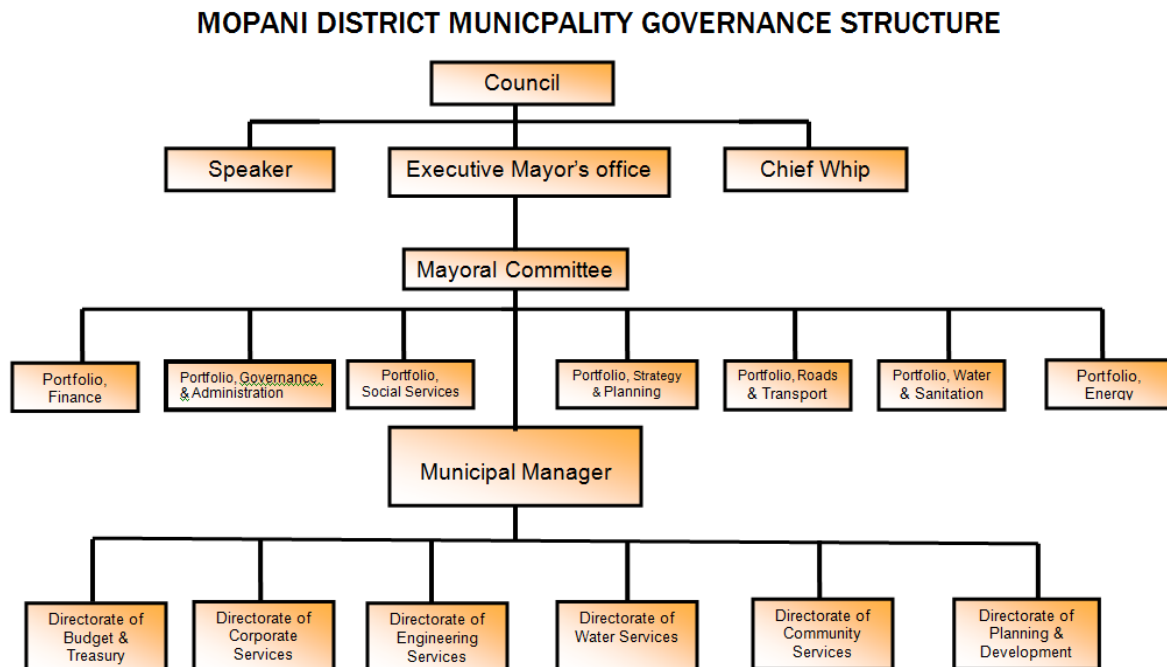 MOPANI DISTRICT MUNICPALITY GOVERNANCE STRUCTURE
Council
Speaker
Executive Mayor's office
Chief Whip
Mayoral Committee
Portfolio,
Finance
Portfolio, Governance
& Administration
Portfolio,
Social Services
Portfolio, Strategy
& Planning
Portfolio, Roads
& Transport
Portfolio, Water
& Sanitation
Portfolio,
Energy
Municipal Manager
Directorate of
Budget &
Treasury
Directorate of
Corporate
Services
Directorate of
Engineering
Services
Directorate of
Water Services
Directorate of
Community
Services
Directorate of
Planning &
Development